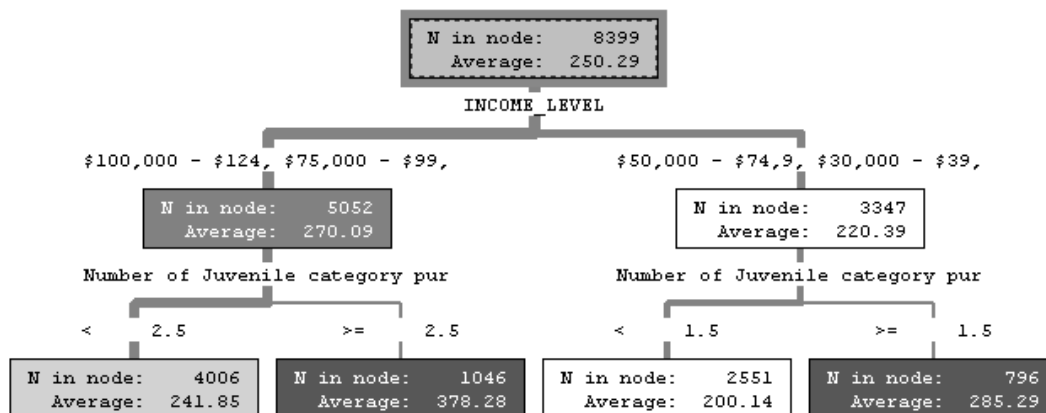 N in node: 8399
Average: 250.29
INCOME_LEVEL
$100,000 - $124, $75,000 - $99,
$50,000 - $74,9, $30,000 - $39,
N in node: 5052
Average: 270.09
N in node: 3347
Average: 220.39
Number of Juvenile category pur
Number of Juvenile category pur
< 2.5
>= 2.5
< 1.5
>= 1.5
N in node: 4006
Average: 241.85
N in node: 1046
Average: 378.28
N in node: 2551
Average: 200.14
N in node: 796
Average: 285.29